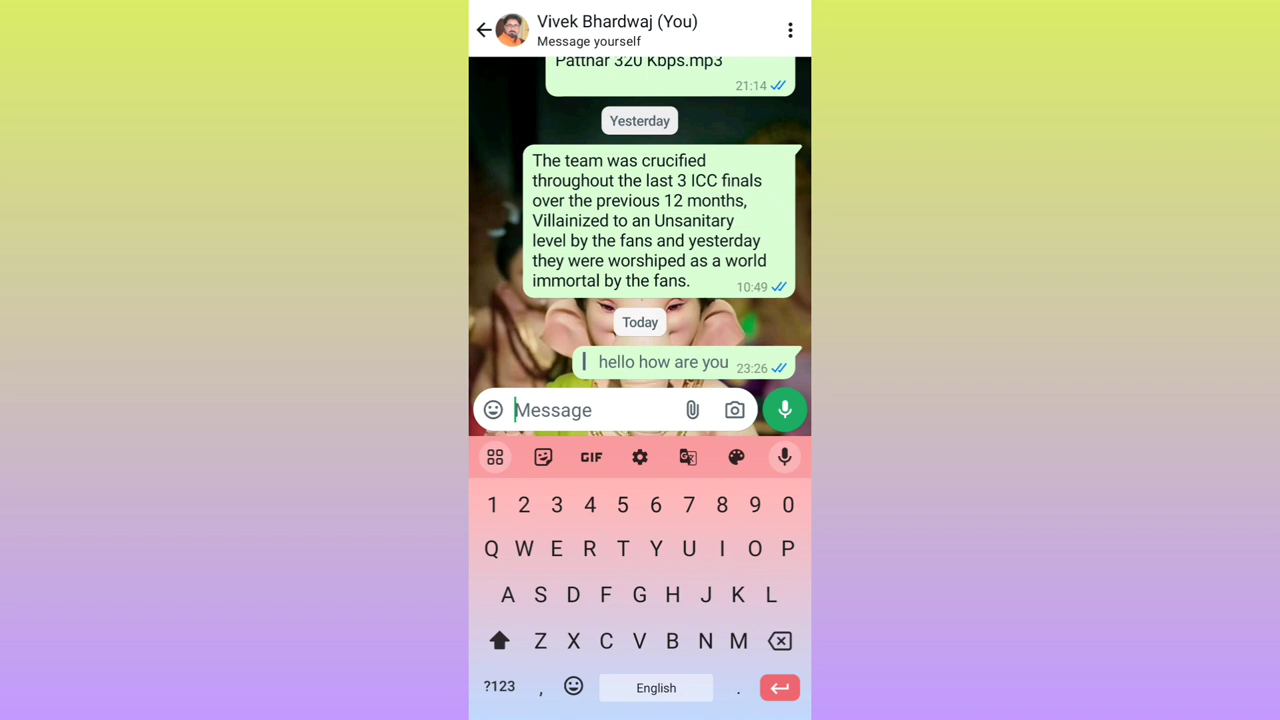 Vivek Bhardwaj (You)
Message yourself
Patthar 320 Kbps.mp3
21:14
Yesterday
The team was crucified
throughout the last 3 ICC finals
over the previous 12 months,
Villainized to an Unsanitary
level by the fans and yesterday
they were worshiped as a world
immortal by the fans.
10:49
Today
hello how are you
23:26
Message
GIF
1 2 3 4 5 6 7 8 9 0
Q W E R T Y U I O P
A S D F G H J K L
Z X C V B N M
?123 , English .